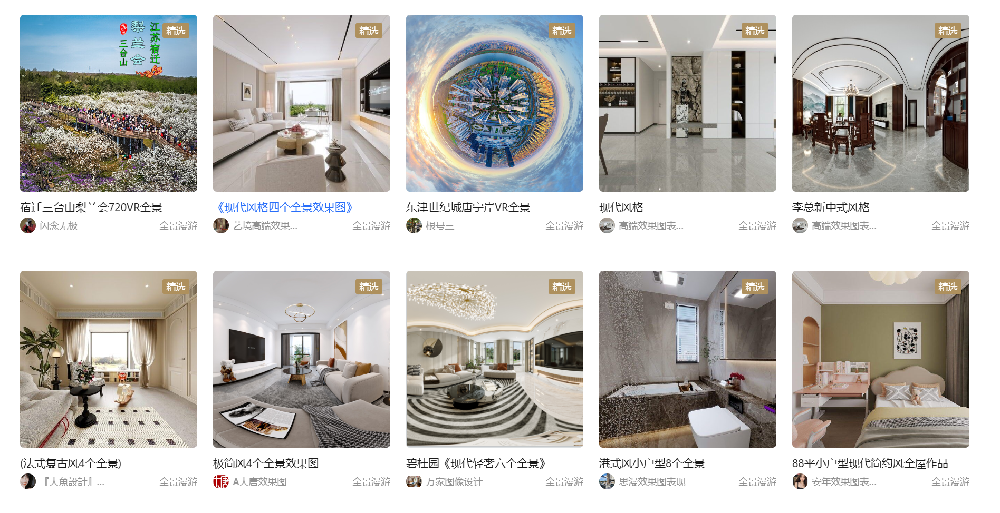 精选
江苏宿迁
梨兰会
三台山
精选
SPACE
精选
精选
精选
宿迁三台山梨兰会720VR全景
《现代风格四个全景效果图》
东津世纪城唐宁岸VR全景
现代风格
李总新中式风格
闪念无极
全景漫游
艺境高端效果...
全景漫游
根号三
全景漫游
高端效果图表...
全景漫游
高端效果图表...
全景漫游
精选
精选
精选
精选
精选
(法式复古风4个全景)
极简风4个全景效果图
碧桂园《现代轻奢六个全景》
港式风小户型8个全景
88平小户型现代简约风全屋作品
『大魚設計』...
全景漫游
A大唐效果图
全景漫游
万家图像设计
全景漫游
思漫效果图表现
全景漫游
安年效果图表...
全景漫游